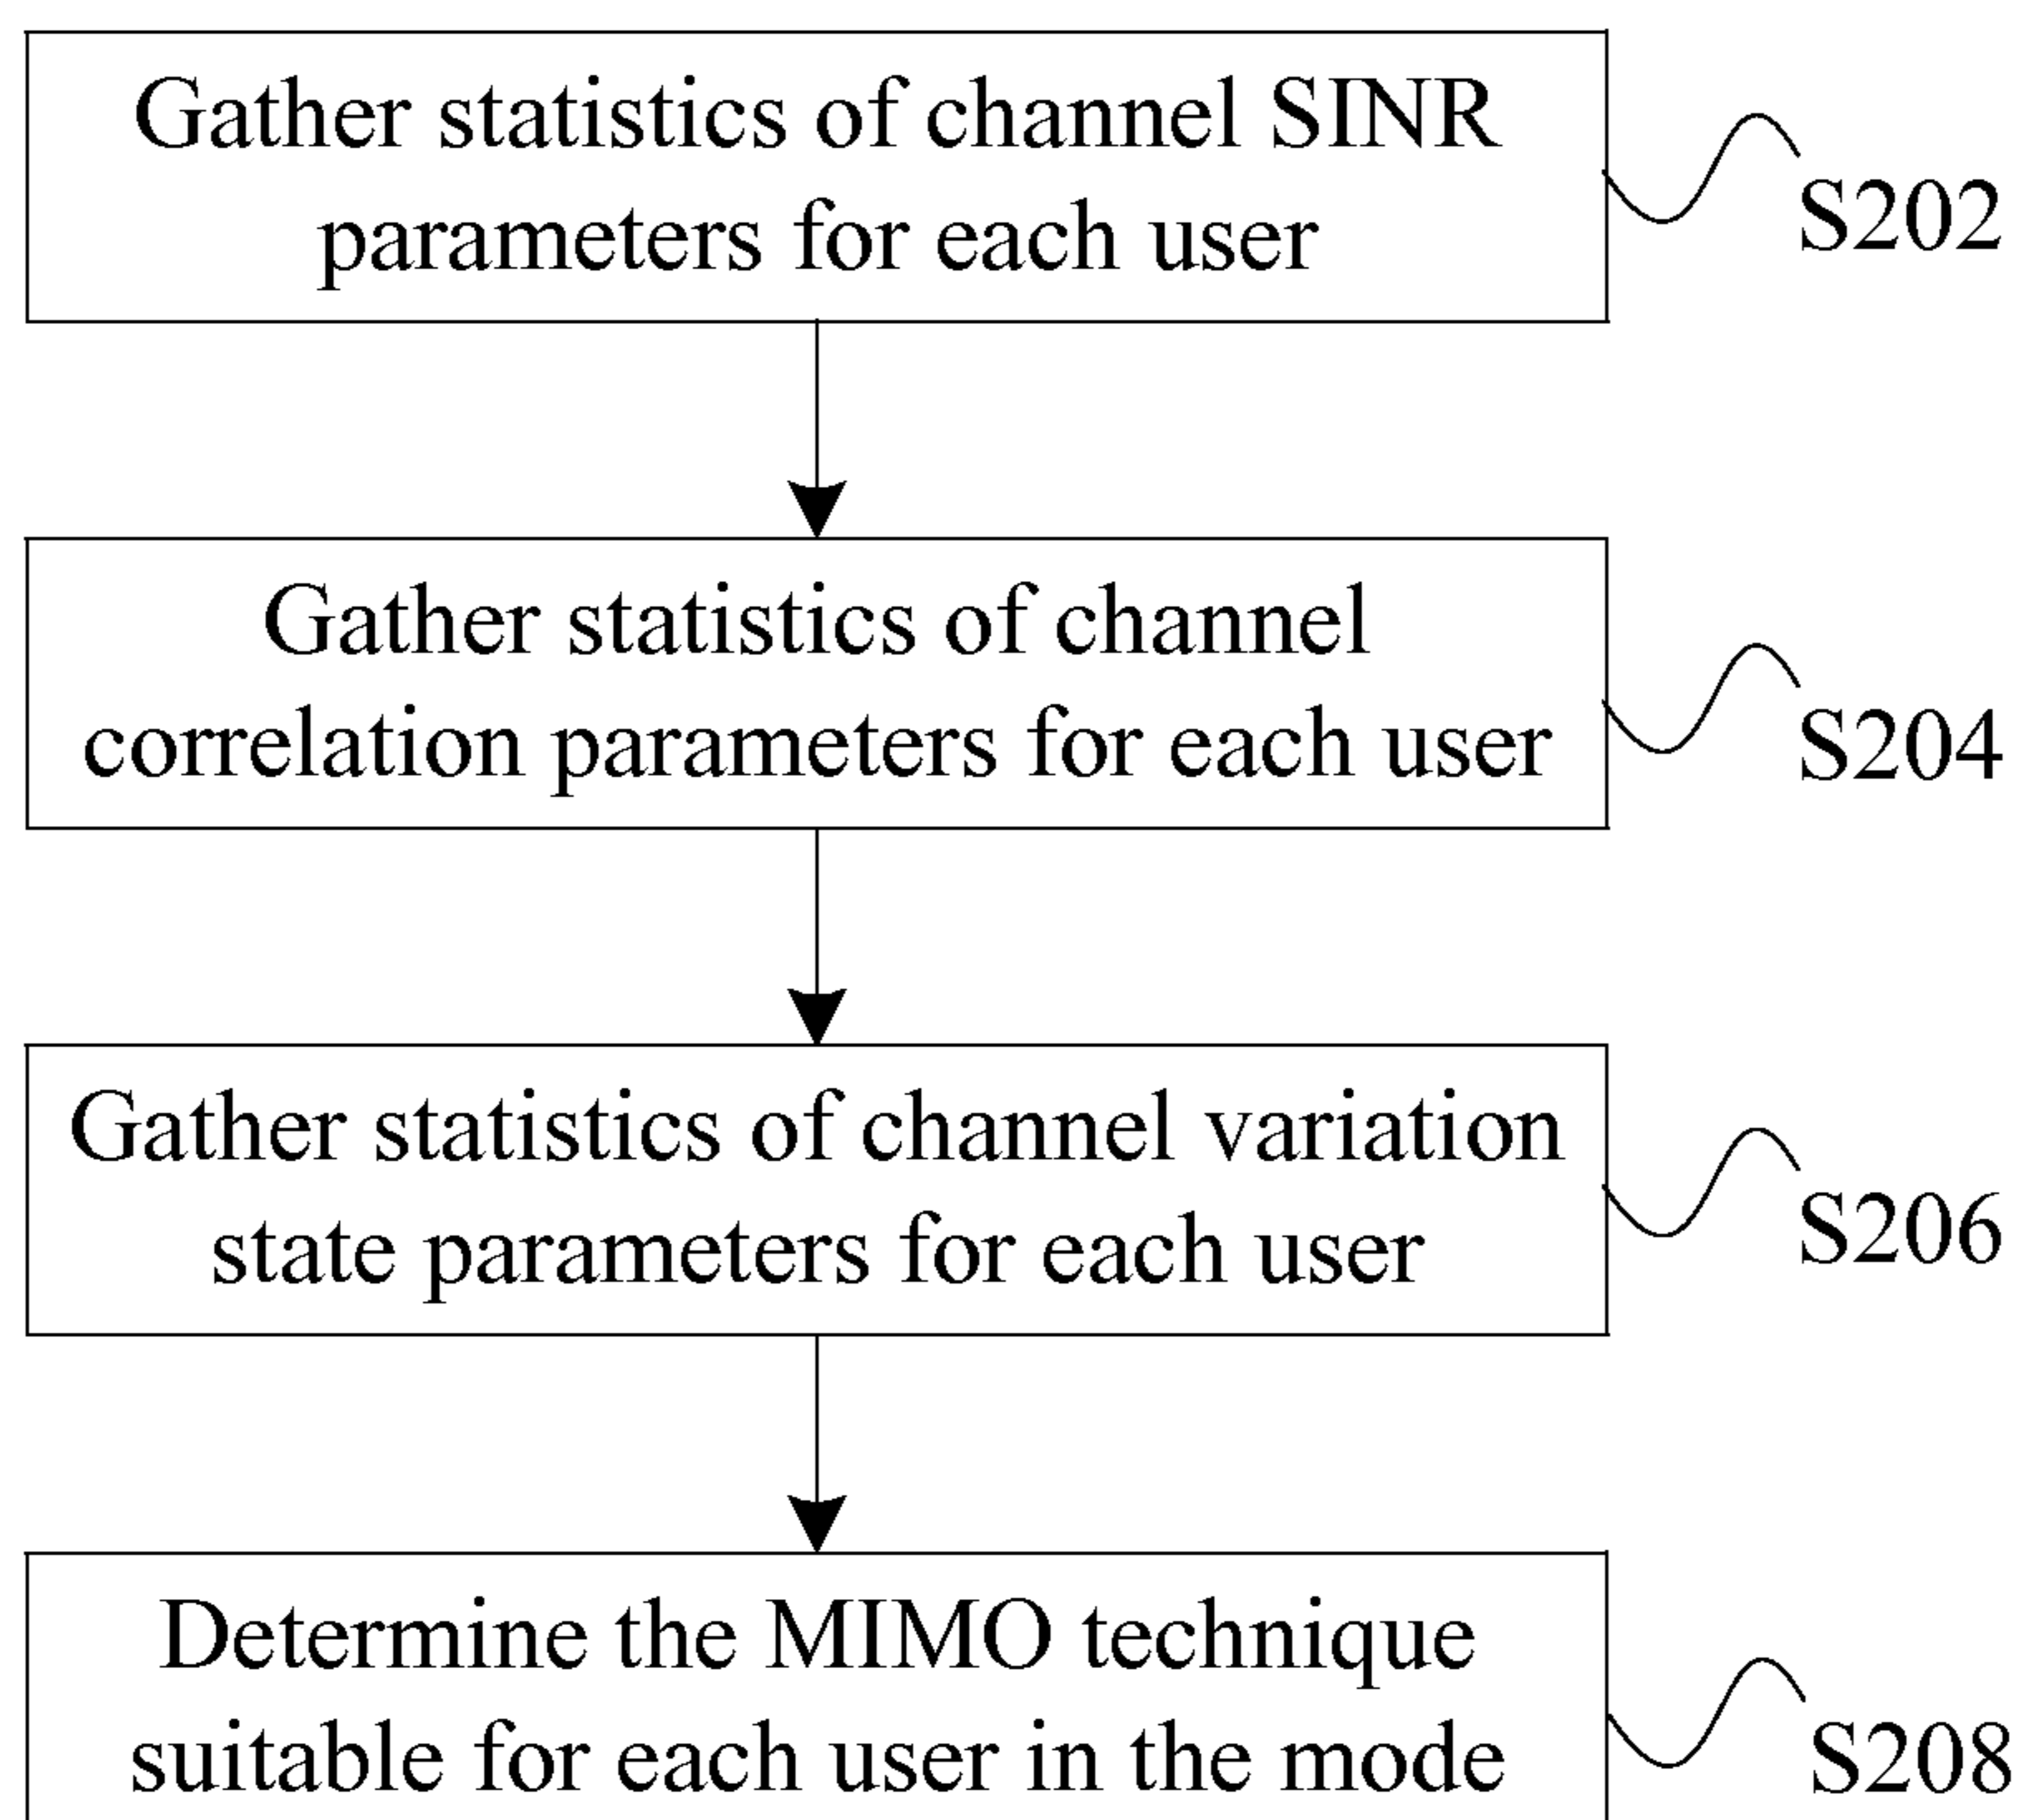 Gather statistics of channel SINR
parameters for each user
S202
Gather statistics of channel
correlation parameters for each user
S204
Gather statistics of channel variation
state parameters for each user
S206
Determine the MIMO technique
suitable for each user in the mode
S208